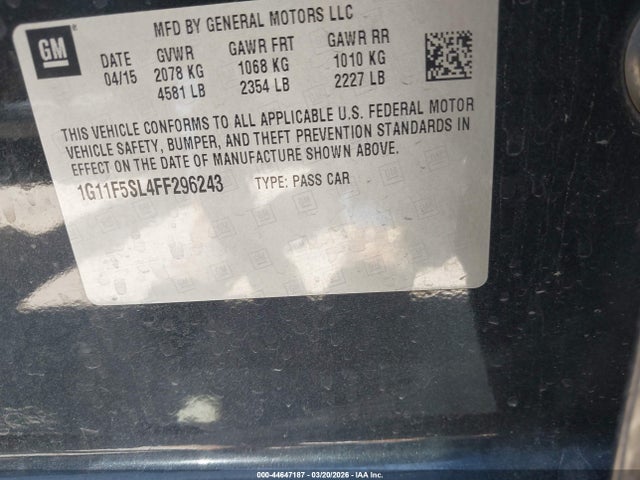 GM
MFD BY GENERAL MOTORS LLC
DATE GVWR GAWR FRT GAWR RR
04/15 2078 KG 1068 KG 1010 KG
4581 LB 2354 LB 2227 LB
THIS VEHICLE CONFORMS TO ALL APPLICABLE U.S. FEDERAL MOTOR
VEHICLE SAFETY, BUMPER, AND THEFT PREVENTION STANDARDS IN
EFFECT ON THE DATE OF MANUFACTURE SHOWN ABOVE.
1G11F5SL4FF296243 TYPE: PASS CAR
000-44647187 - 03/20/2026 - IAA Inc.